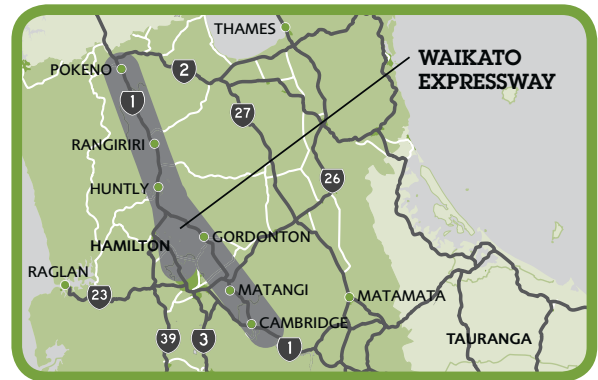 THAMES
WAIKATO
EXPRESSWAY
POKENO
2
1
27
RANGIRIRI
26
HUNTLY
GORDONTON
HAMILTON
RAGLAN
23
MATANGI
MATAMATA
CAMBRIDGE
39
3
1
TAURANGA